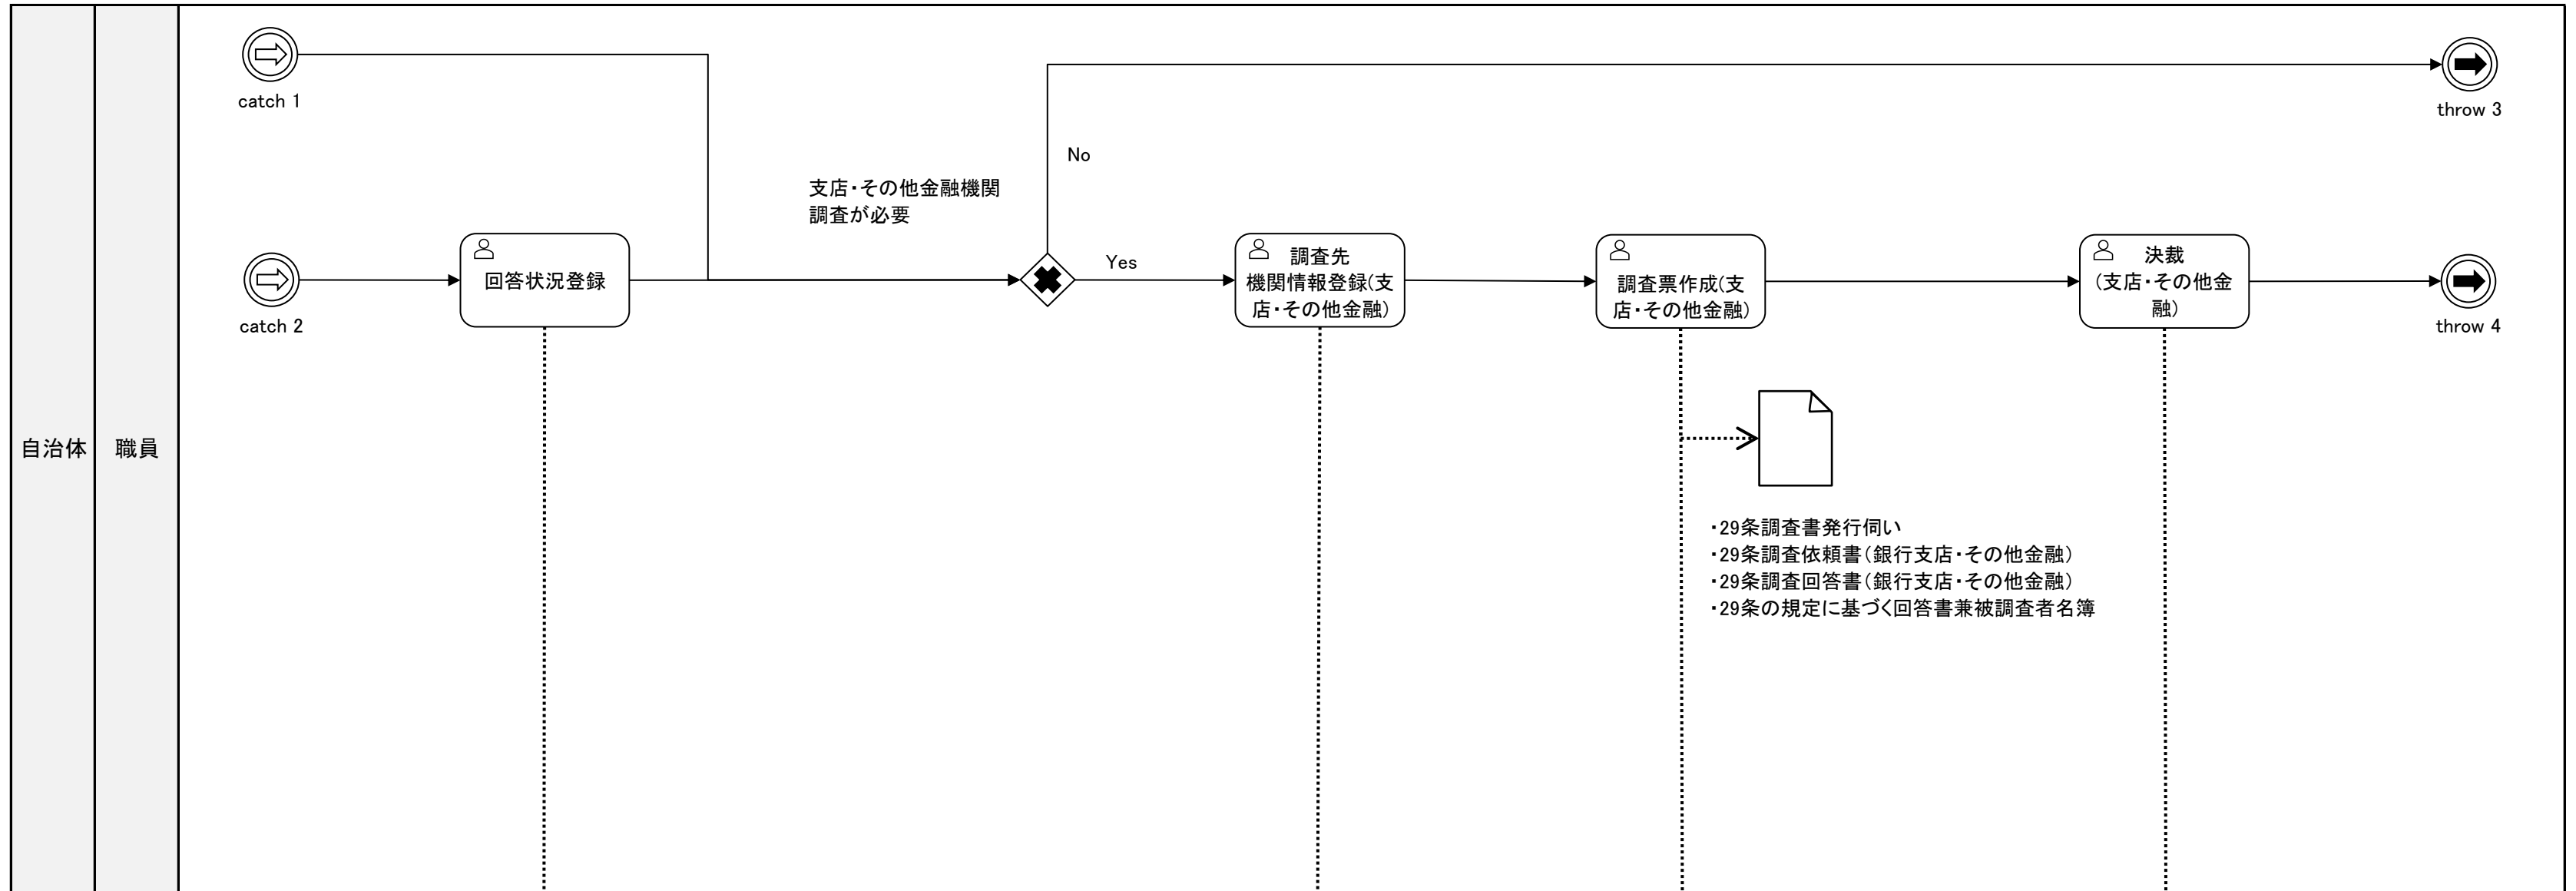 自治体
職員
catch 1
throw 3
No
支店・その他金融機関
調査が必要
catch 2
回答状況登録
Yes
調査先
機関情報登録(支
店・その他金融)
調査票作成(支
店・その他金融)
決裁
(支店・その他金
融)
throw 4
・29条調査書発行伺い
・29条調査依頼書(銀行支店・その他金融)
・29条調査回答書(銀行支店・その他金融)
・29条の規定に基づく回答書兼被調査者名簿